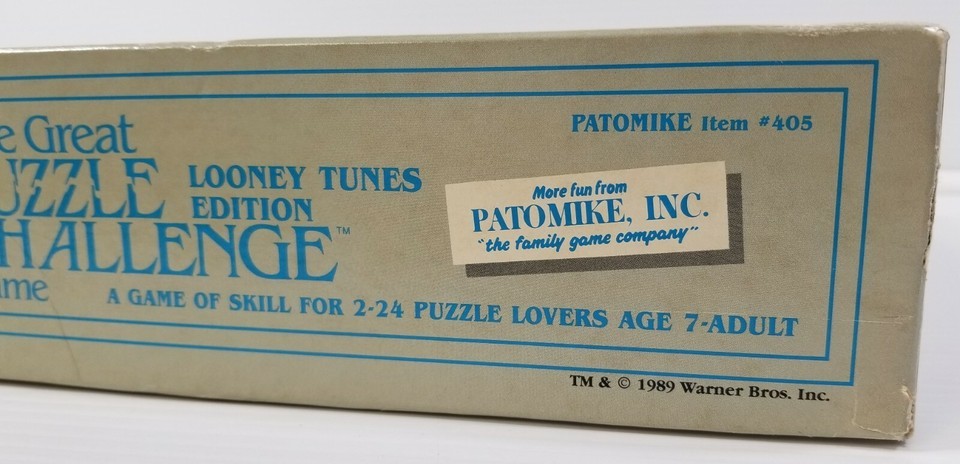 e Great
UZZLE
HALLENGE™
ame
LOONEY TUNES
EDITION
A GAME OF SKILL FOR 2-24 PUZZLE LOVERS AGE 7-ADULT
PATOMIKE Item #405
More fun from
PATOMIKE, INC.
"the family game company"
TM & © 1989 Warner Bros. Inc.